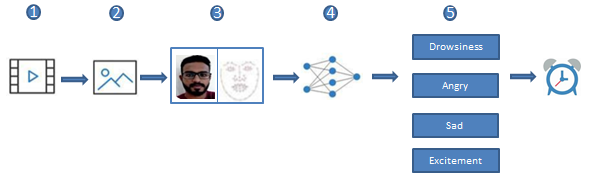 1 2 3 4 5
Drowsiness
Angry
Sad
Excitement